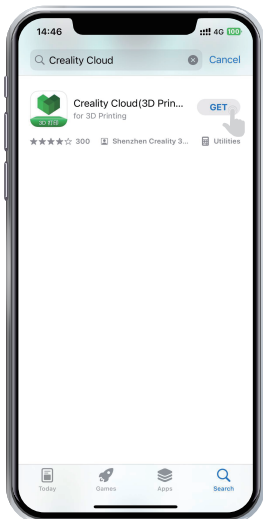 14:46
4G 100
Creality Cloud
Cancel
Creality Cloud(3D Prin...
for 3D Printing
GET
300
Shenzhen Creality 3...
Utilities
Today
Games
Apps
Search